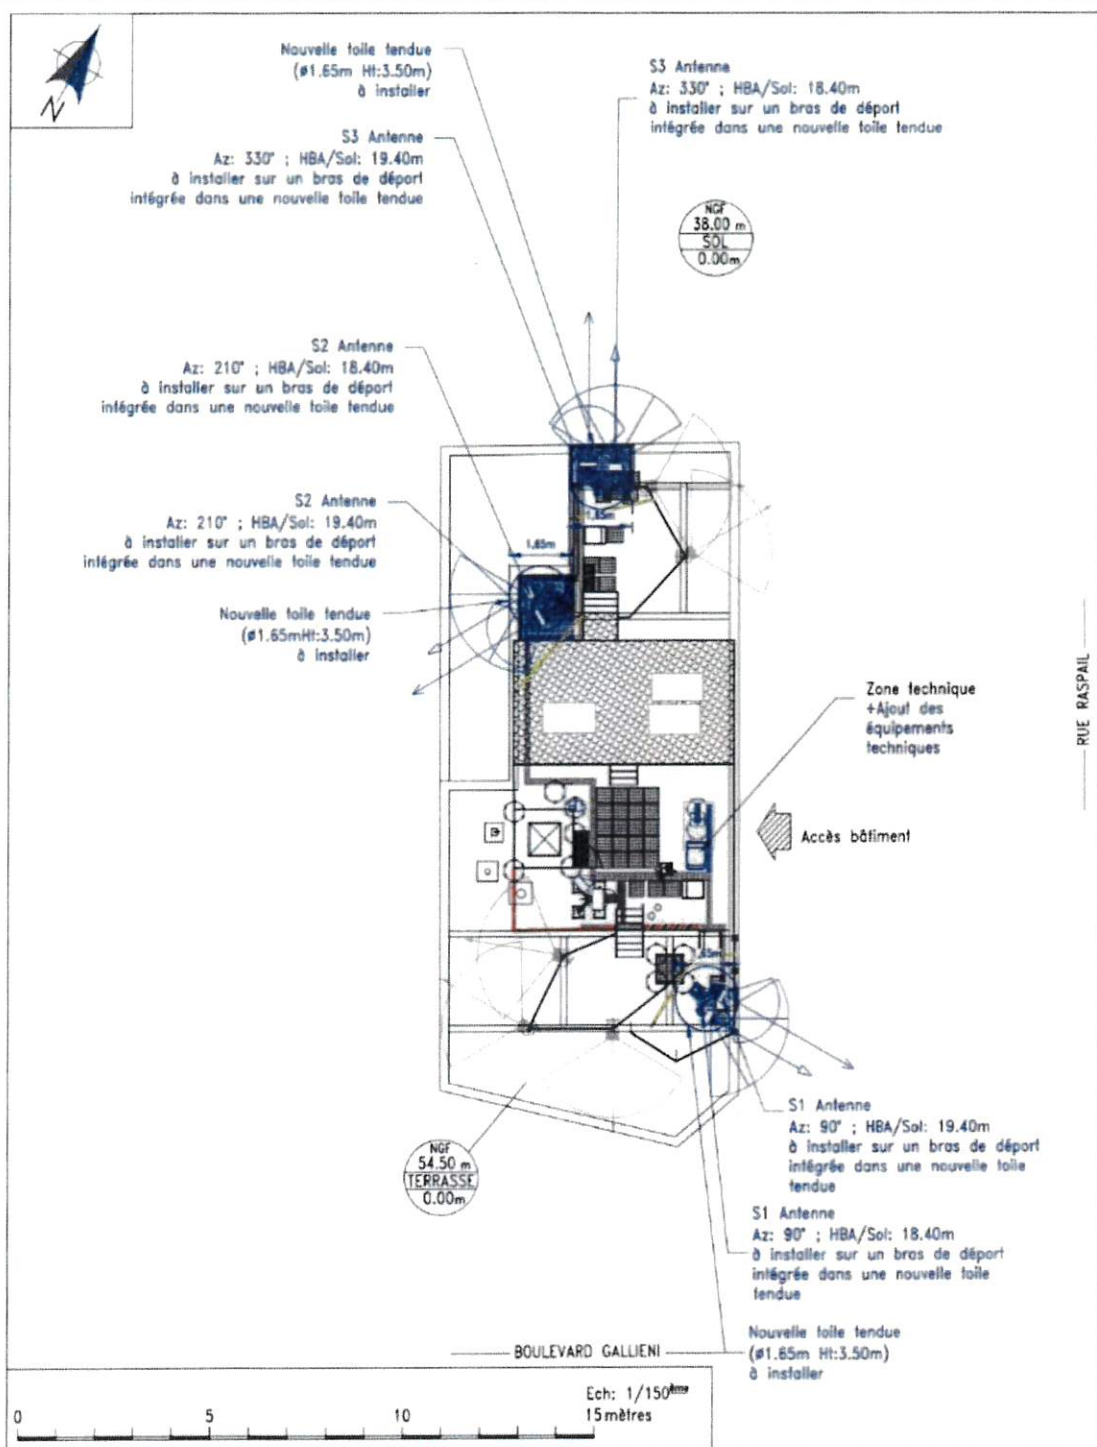 N
Nouvelle toile tendue
(ø1.65m Ht:3.50m)
à installer
S3 Antenne
Az: 330° ; HBA/Sol: 18.40m
à installer sur un bras de déport
intégrée dans une nouvelle toile tendue
S3 Antenne
Az: 330° ; HBA/Sol: 19.40m
à installer sur un bras de déport
intégrée dans une nouvelle toile tendue
NGF
38.00 m
SOL
0.00m
S2 Antenne
Az: 210° ; HBA/Sol: 18.40m
à installer sur un bras de déport
intégrée dans une nouvelle toile tendue
S2 Antenne
Az: 210° ; HBA/Sol: 19.40m
à installer sur un bras de déport
intégrée dans une nouvelle toile tendue
1,65m
1,65m
Nouvelle toile tendue
(ø1.65mHt:3.50m)
à installer
Zone technique
+Ajout des
équipements
techniques
RUE RASPAIL
Accès bâtiment
S1 Antenne
Az: 90° ; HBA/Sol: 19.40m
à installer sur un bras de déport
intégrée dans une nouvelle toile
tendue
NGF
54.50 m
TERRASSE
0.00m
S1 Antenne
Az: 90° ; HBA/Sol: 18.40m
à installer sur un bras de déport
intégrée dans une nouvelle toile
tendue
Nouvelle toile tendue
(ø1.65m Ht:3.50m)
à installer
BOULEVARD GALLIENI
Ech: 1/150ème
0 5 10 15 mètres